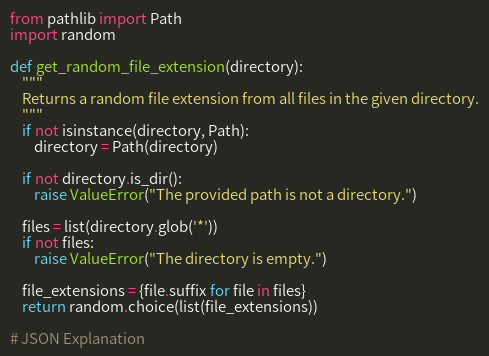 from pathlib import Path
import random

def get_random_file_extension(directory):
    """
    Returns a random file extension from all files in the given directory.
    """
    if not isinstance(directory, Path):
        directory = Path(directory)

    if not directory.is_dir():
        raise ValueError("The provided path is not a directory.")

    files = list(directory.glob('*'))
    if not files:
        raise ValueError("The directory is empty.")

    file_extensions = {file.suffix for file in files}
    return random.choice(list(file_extensions))

# JSON Explanation